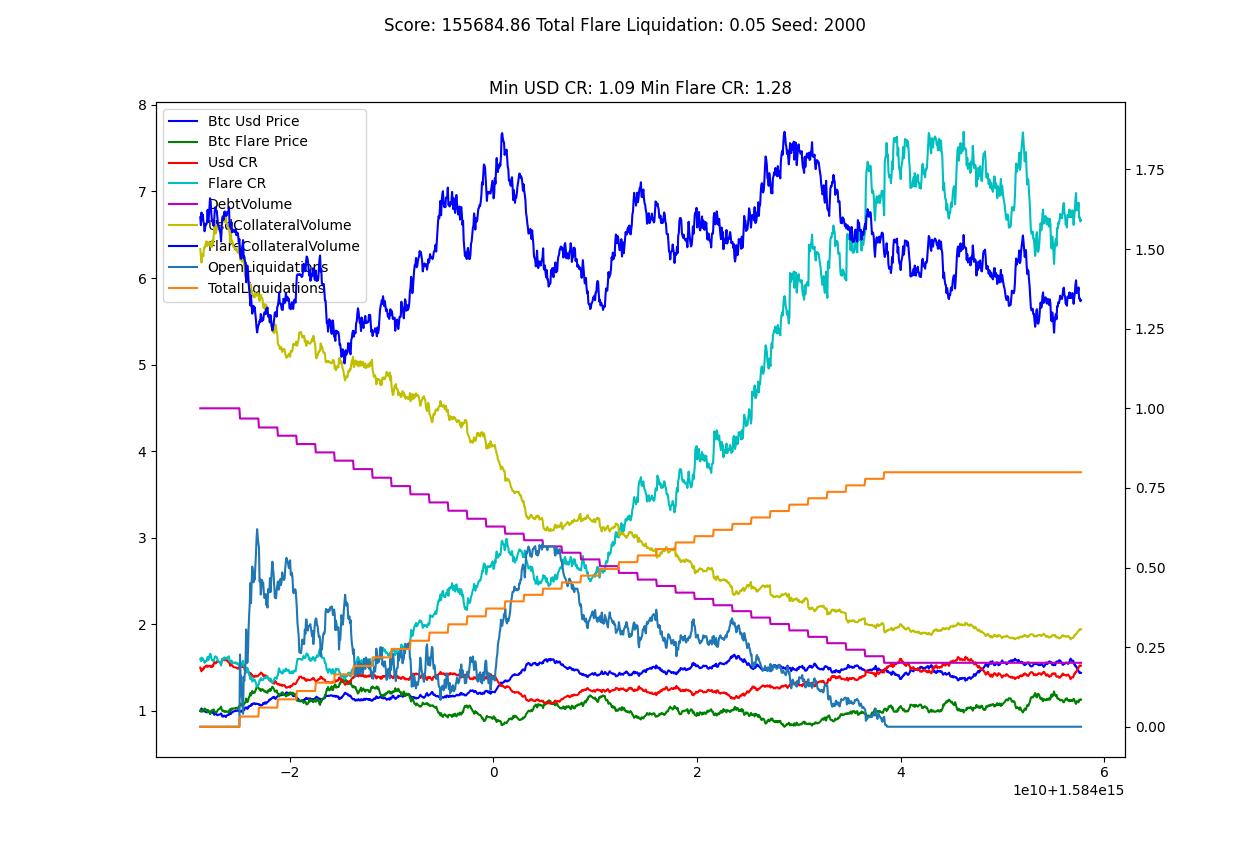 Score: 155684.86 Total Flare Liquidation: 0.05 Seed: 2000
Min USD CR: 1.09 Min Flare CR: 1.28
Btc Usd Price
Btc Flare Price
Usd CR
Flare CR
DebtVolume
UsdCollateralVolume
FlareCollateralVolume
OpenLiquidations
TotalLiquidations
8
7
6
5
4
3
2
1
1.75
1.50
1.25
1.00
0.75
0.50
0.25
0.00
−2
0
2
4
6
1e10+1.584e15